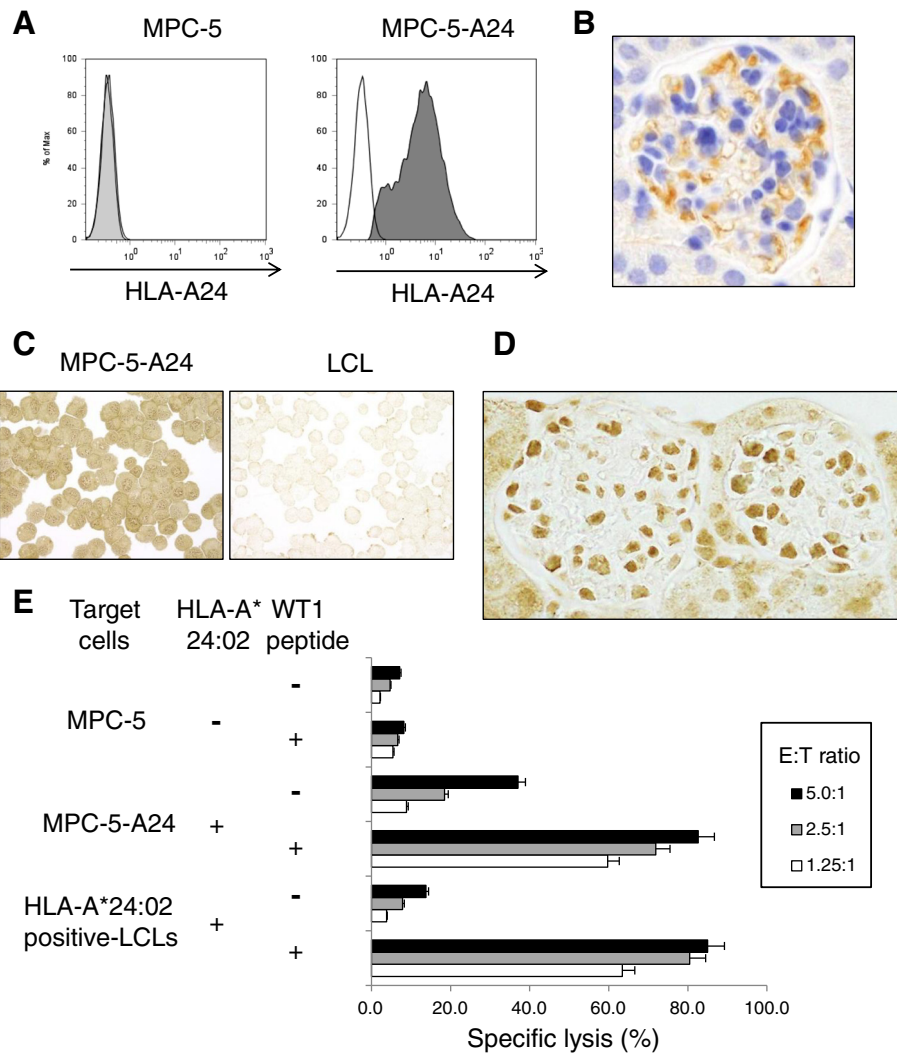 A
MPC-5
MPC-5-A24
B
% of Max
100
80
60
40
20
0
10⁰ 10¹ 10² 10³
HLA-A24
100
80
60
40
20
0
10⁰ 10¹ 10² 10³
HLA-A24
C
MPC-5-A24
LCL
D
E
Target cells
HLA-A* 24:02
WT1 peptide
MPC-5
-
-
+
MPC-5-A24
+
-
+
HLA-A*24:02
positive-LCLs
+
-
+
E:T ratio
5.0:1
2.5:1
1.25:1
0.0 20.0 40.0 60.0 80.0 100.0
Specific lysis (%)